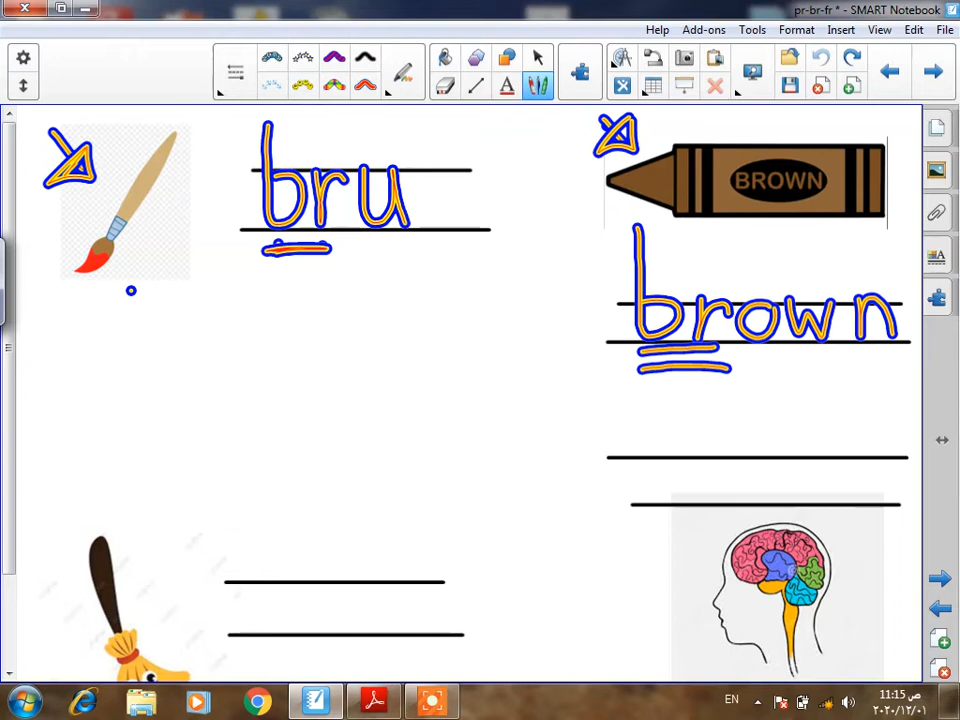 pr-br-fr * - SMART Notebook
Help Add-ons Tools Format Insert View Edit File
bru
BROWN
brown
EN
11:15 ص
٢٠٢٠/١٢/٠١